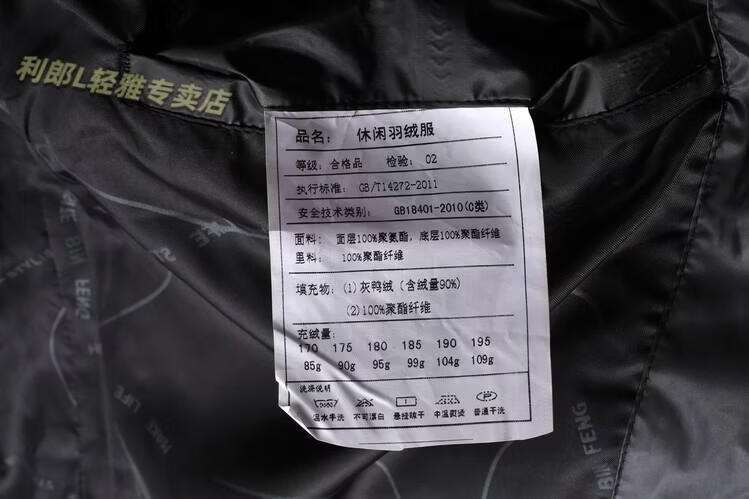 利郎L轻雅专卖店
品名： 休闲羽绒服
等级：合格品 检验：02
执行标准：GB/T14272-2011
安全技术类别：GB18401-2010(C类)
面料： 面层100%聚氨酯，底层100%聚酯纤维
里料： 100%聚酯纤维
填充物：(1)灰鸭绒（含绒量90%）
(2)100%聚酯纤维
充绒量：
170 175 180 185 190 195
85g 90g 95g 99g 104g 109g
洗涤说明
温水手洗 不可漂白 悬挂晾干 中温熨烫 普通干洗
P
BIN FENG
LIFE
BIN FENG